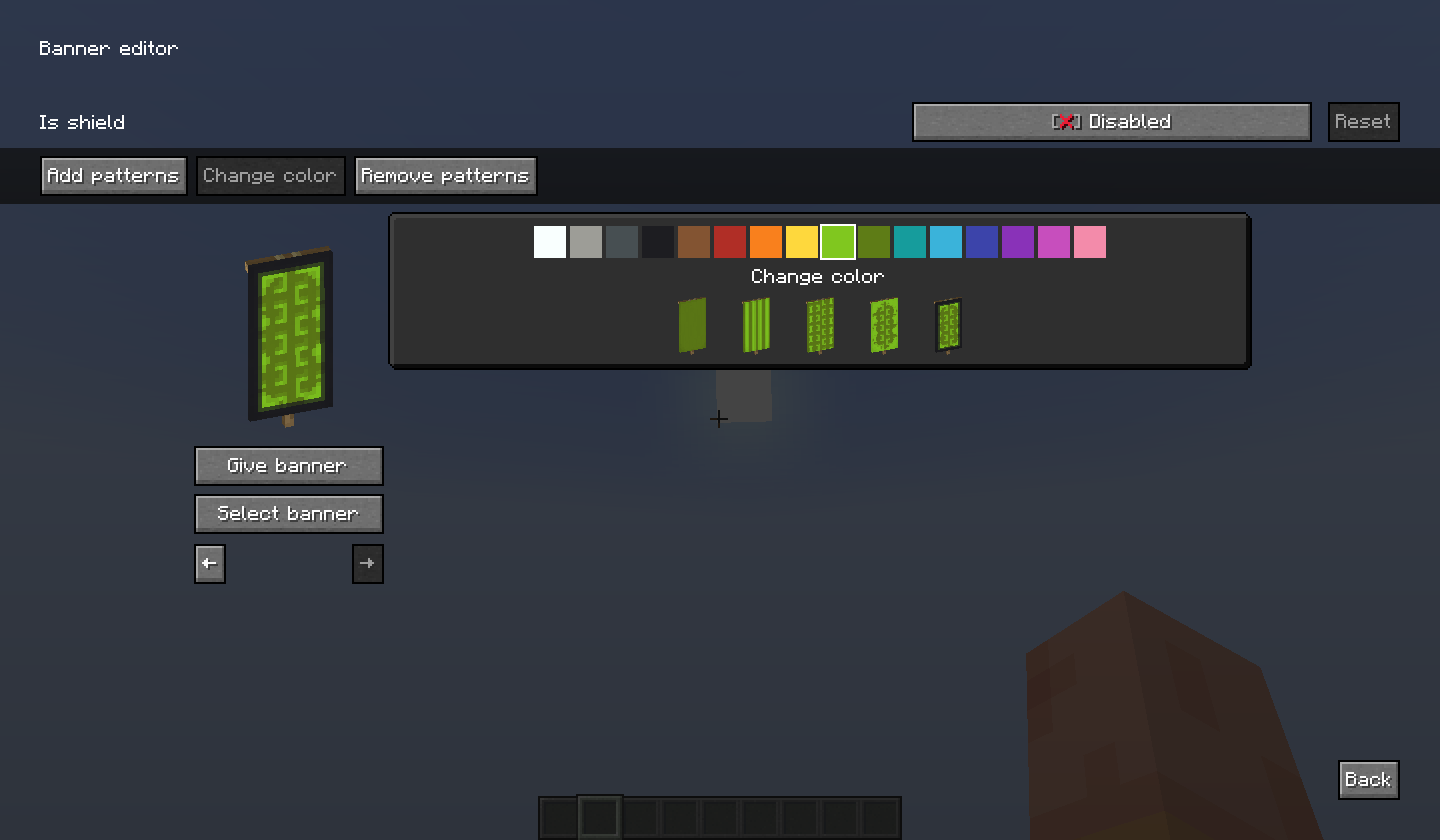 Banner editor
Is shield
[❌] Disabled
Reset
Add patterns
Change color
Remove patterns
Change color
Give banner
Select banner
←
→
Back